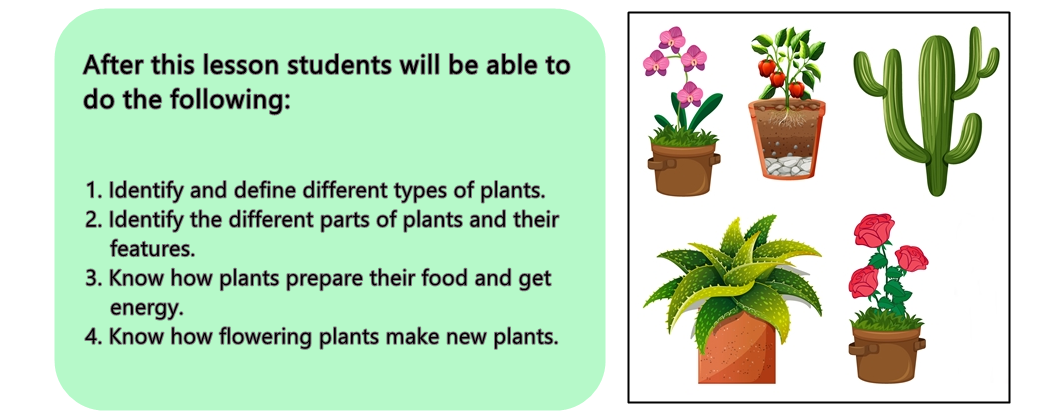 After this lesson students will be able to
do the following:
1. Identify and define different types of plants.
2. Identify the different parts of plants and their
features.
3. Know how plants prepare their food and get
energy.
4. Know how flowering plants make new plants.